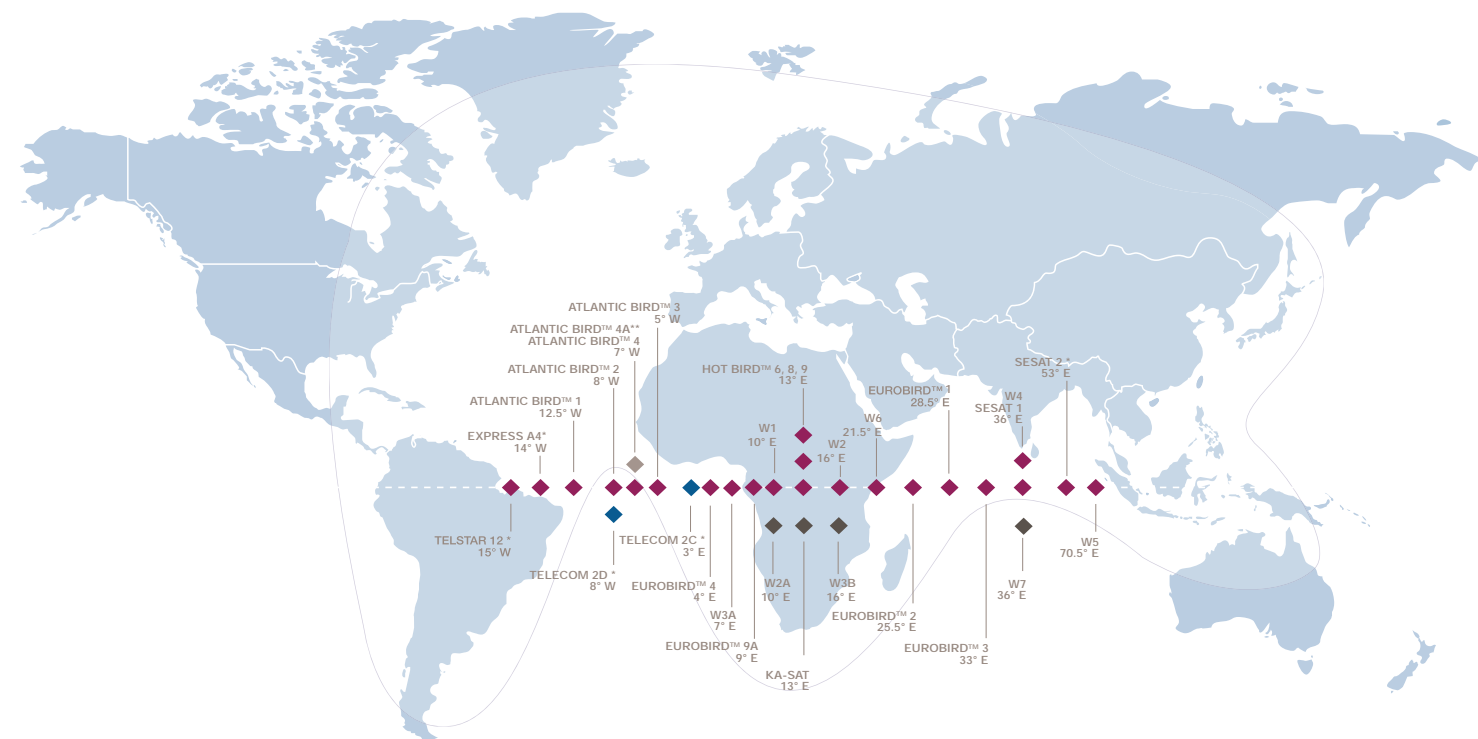 ATLANTIC BIRD™ 3
5° W
ATLANTIC BIRD™ 4A**
ATLANTIC BIRD™ 4
7° W
ATLANTIC BIRD™ 2
8° W
ATLANTIC BIRD™ 1
12.5° W
EXPRESS A4*
14° W
HOT BIRD™ 6, 8, 9
13° E
W1
10° E
W2
16° E
W6
21.5° E
EUROBIRD™ 1
28.5° E
W4
SESAT 1
36° E
SESAT 2 *
53° E
TELSTAR 12 *
15° W
TELECOM 2D *
8° W
TELECOM 2C *
3° E
EUROBIRD™ 4
4° E
W3A
7° E
EUROBIRD™ 9A
9° E
W2A
10° E
KA-SAT
13° E
W3B
16° E
EUROBIRD™ 2
25.5° E
EUROBIRD™ 3
33° E
W7
36° E
W5
70.5° E